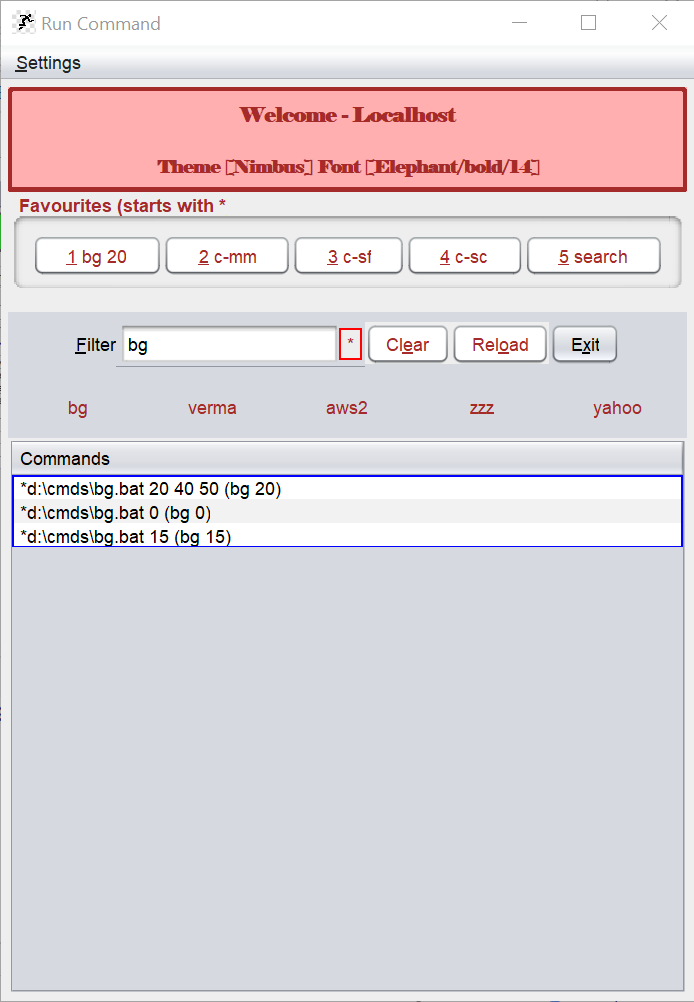 Run Command
Settings
Welcome - Localhost
Theme [Nimbus] Font [Elephant/bold/14]
Favourites (starts with *
1 bg 20 2 c-mm 3 c-sf 4 c-sc 5 search
Filter bg * Clear Reload Exit
bg verma aws2 zzz yahoo
Commands
*d:\cmds\bg.bat 20 40 50 (bg 20)
*d:\cmds\bg.bat 0 (bg 0)
*d:\cmds\bg.bat 15 (bg 15)